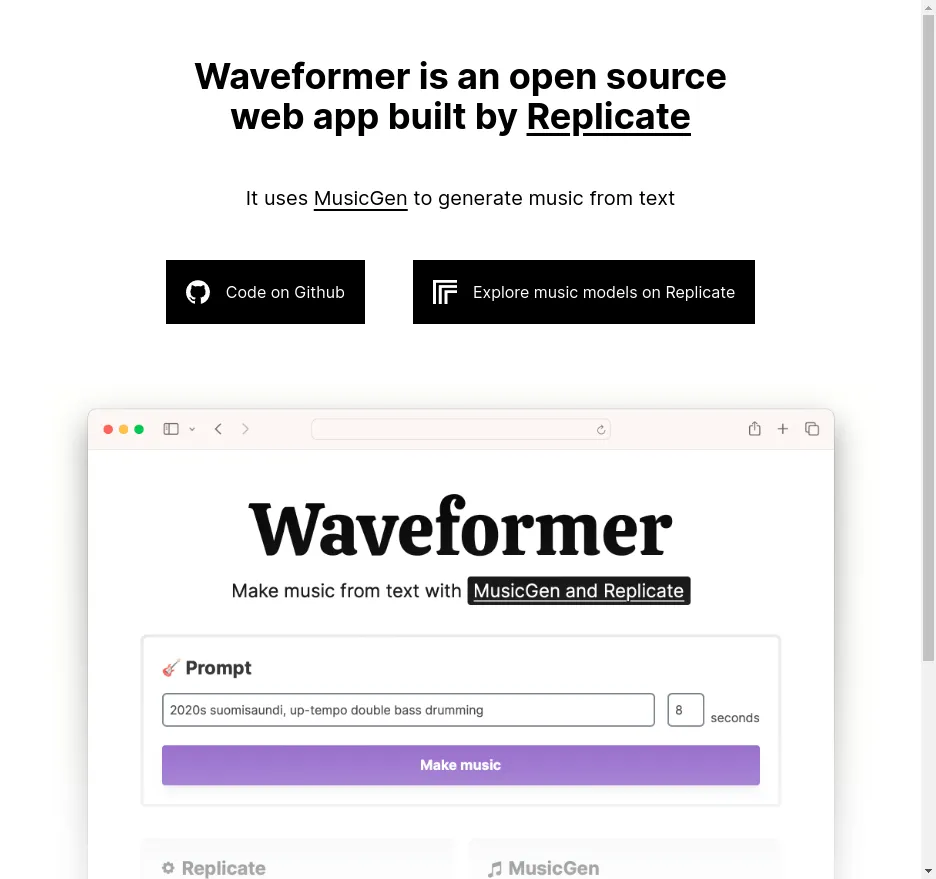 Waveformer is an open source
web app built by Replicate
It uses MusicGen to generate music from text
Code on Github
Explore music models on Replicate
Waveformer
Make music from text with MusicGen and Replicate
Prompt
2020s suomisaundi, up-tempo double bass drumming
8
seconds
Make music
Replicate
MusicGen